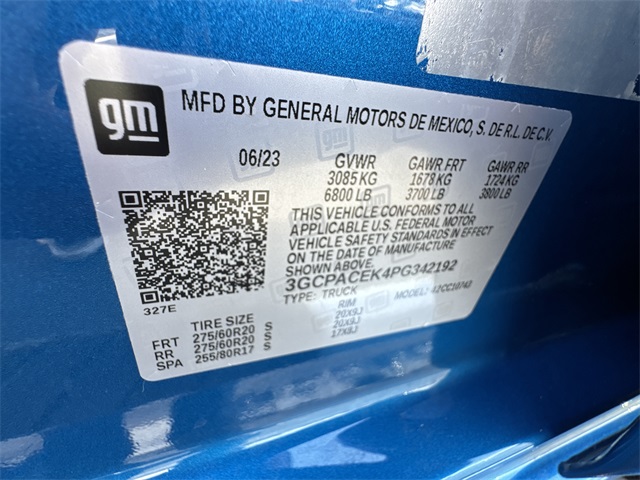 gm
MFD BY GENERAL MOTORS DE MEXICO, S. DE R.L. DE C.V.
06/23 GVWR GAWR FRT GAWR RR
3085 KG 1678 KG 1724 KG
6800 LB 3700 LB 3800 LB
THIS VEHICLE CONFORMS TO ALL
APPLICABLE U.S. FEDERAL MOTOR
VEHICLE SAFETY STANDARDS IN EFFECT
ON THE DATE OF MANUFACTURE
SHOWN ABOVE.
3GCPACEK4PG342192
TYPE: TRUCK MODEL:
327E
TIRE SIZE RIM
FRT 275/60R20 S 20X9J
RR 275/60R20 S 20X9J
SPA 255/80R17 S 17X8J